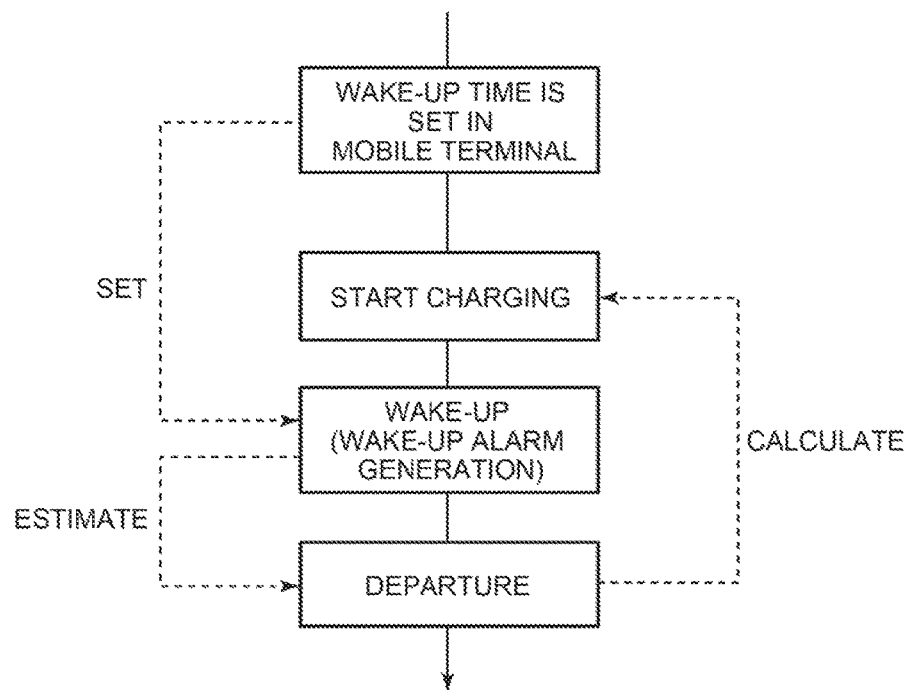 WAKE-UP TIME IS
SET IN
MOBILE TERMINAL
SET
START CHARGING
WAKE-UP
(WAKE-UP ALARM
GENERATION)
CALCULATE
ESTIMATE
DEPARTURE